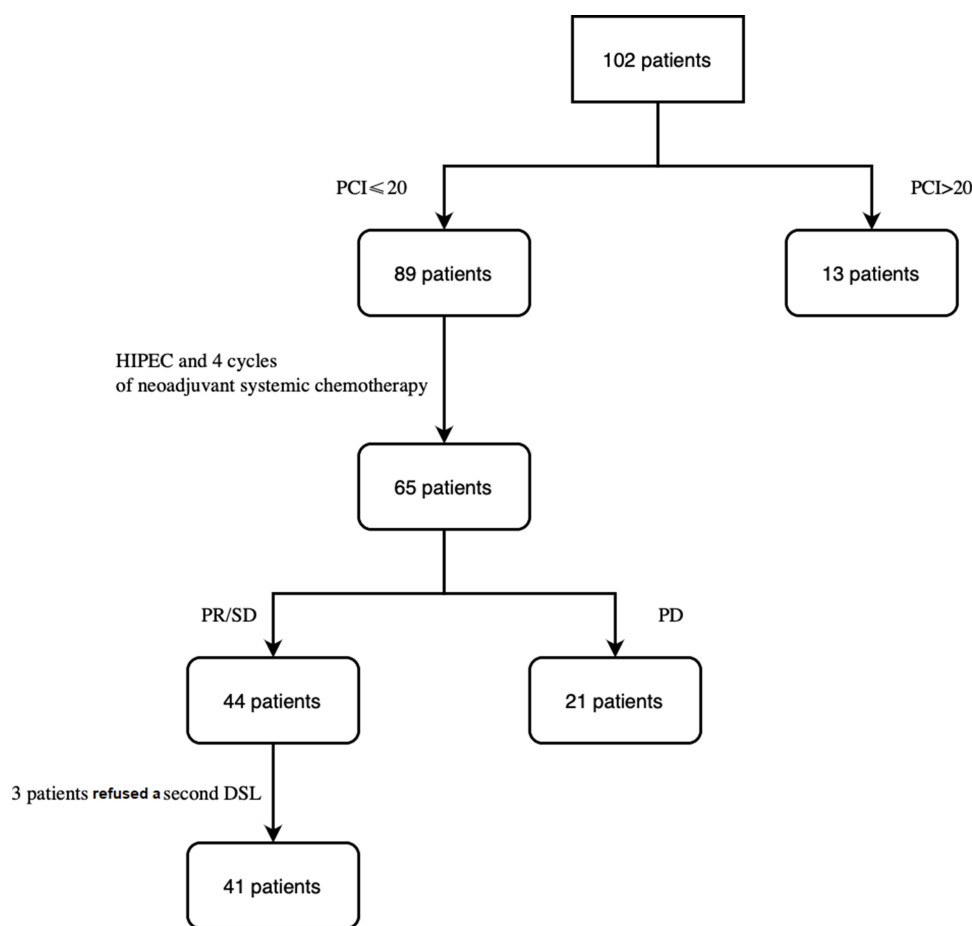 102 patients
PCI⩽20
PCI>20
89 patients
13 patients
HIPEC and 4 cycles
of neoadjuvant systemic chemotherapy
65 patients
PR/SD
PD
44 patients
21 patients
3 patients refused a second DSL
41 patients